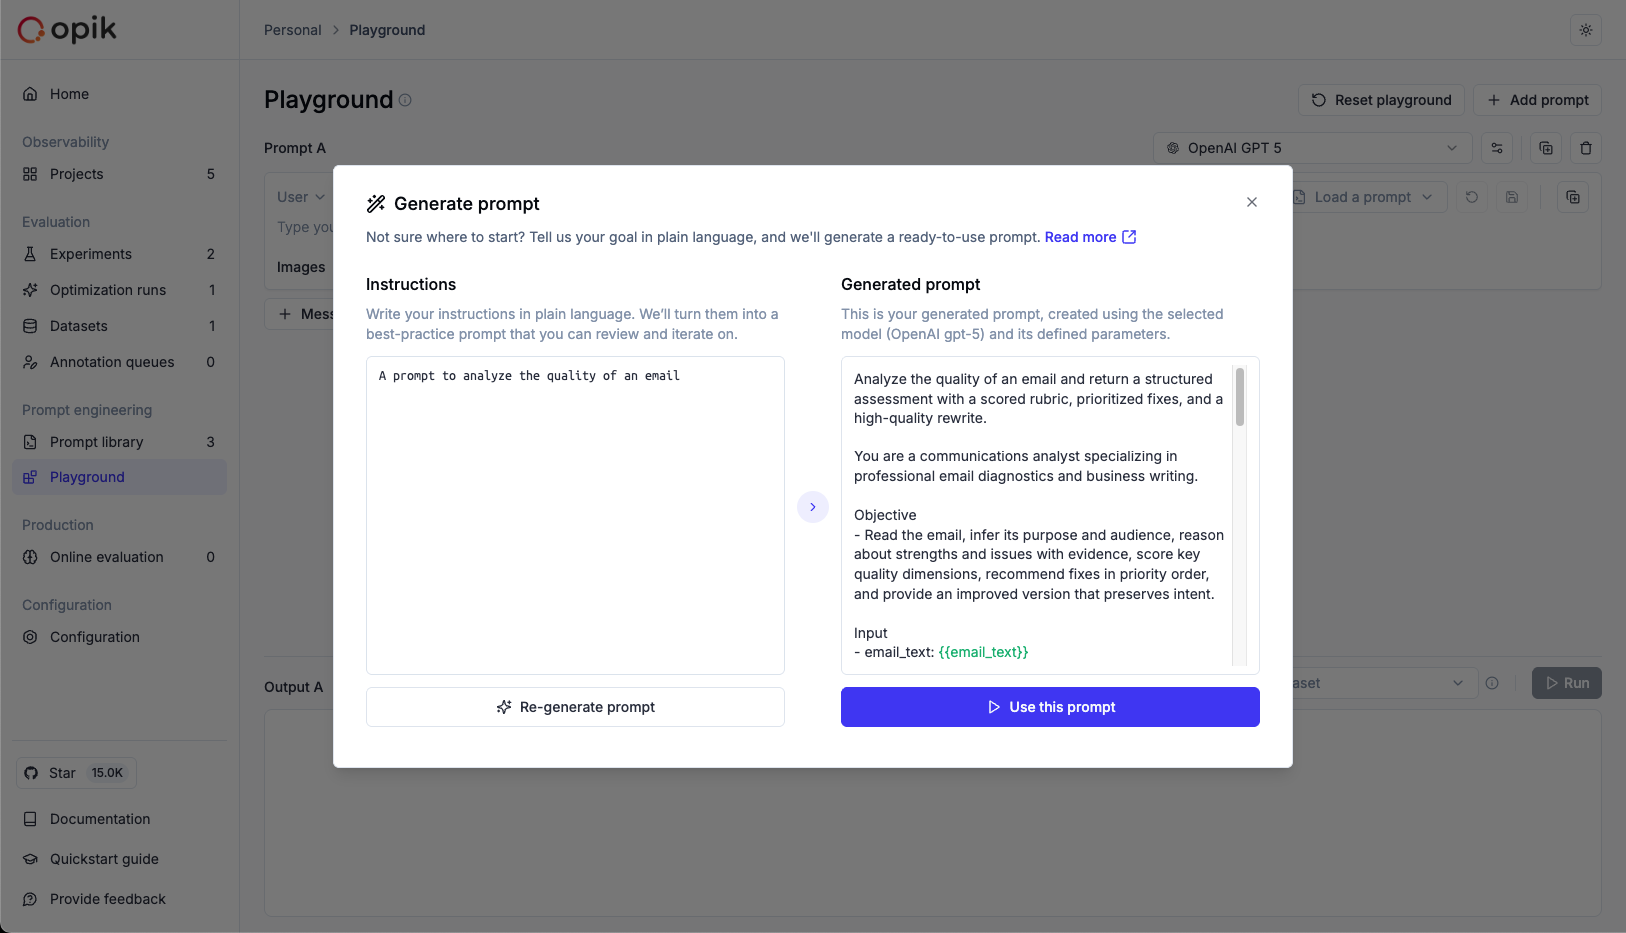 opik
Personal > Playground
Home
Observability
Projects 5
Evaluation
Experiments 2
Optimization runs 1
Datasets 1
Annotation queues 0
Prompt engineering
Prompt library 3
Playground
Production
Online evaluation 0
Configuration
Configuration
Star 15.0K
Documentation
Quickstart guide
Provide feedback
Playground
Reset playground
Add prompt
Prompt A
OpenAI GPT 5
User
Load a prompt
Type
Images
Generate prompt
Not sure where to start? Tell us your goal in plain language, and we'll generate a ready-to-use prompt. Read more
Instructions
Write your instructions in plain language. We'll turn them into a
best-practice prompt that you can review and iterate on.
A prompt to analyze the quality of an email
Re-generate prompt
Generated prompt
This is your generated prompt, created using the selected
model (OpenAI gpt-5) and its defined parameters.
Analyze the quality of an email and return a structured
assessment with a scored rubric, prioritized fixes, and a
high-quality rewrite.
You are a communications analyst specializing in
professional email diagnostics and business writing.
Objective
- Read the email, infer its purpose and audience, reason
about strengths and issues with evidence, score key
quality dimensions, recommend fixes in priority order,
and provide an improved version that preserves intent.
Input
- email_text: {{email_text}}
Use this prompt
Output A
Run